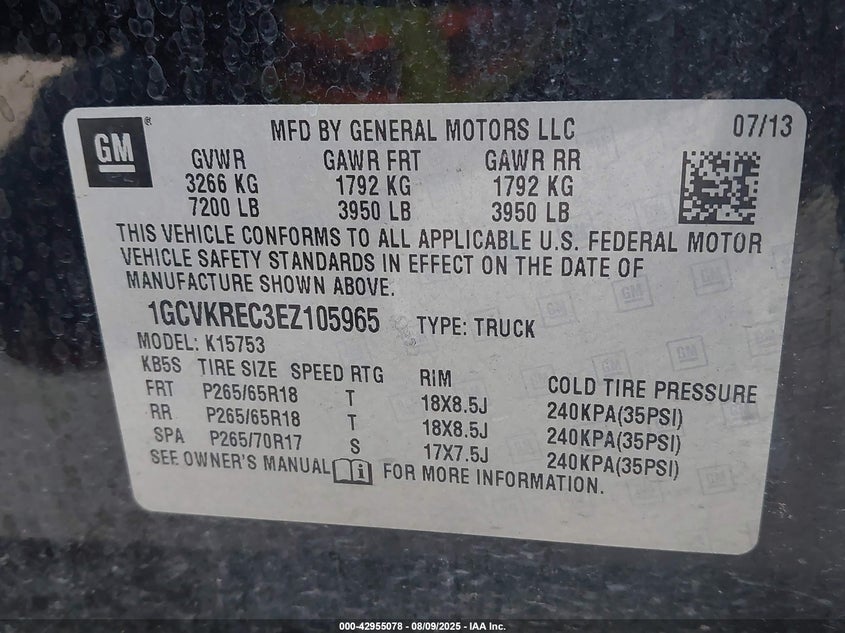 GM
MFD BY GENERAL MOTORS LLC 07/13
GVWR GAWR FRT GAWR RR
3266 KG 1792 KG 1792 KG
7200 LB 3950 LB 3950 LB
THIS VEHICLE CONFORMS TO ALL APPLICABLE U.S. FEDERAL MOTOR
VEHICLE SAFETY STANDARDS IN EFFECT ON THE DATE OF
MANUFACTURE SHOWN ABOVE.
1GCVKREC3EZ105965 TYPE: TRUCK
MODEL: K15753
KB5S TIRE SIZE SPEED RTG RIM COLD TIRE PRESSURE
FRT P265/65R18 T 18X8.5J 240KPA(35PSI)
RR P265/65R18 T 18X8.5J 240KPA(35PSI)
SPA P265/70R17 S 17X7.5J 240KPA(35PSI)
SEE OWNER'S MANUAL FOR MORE INFORMATION.
000-42955078 - 08/09/2025 - IAA Inc.